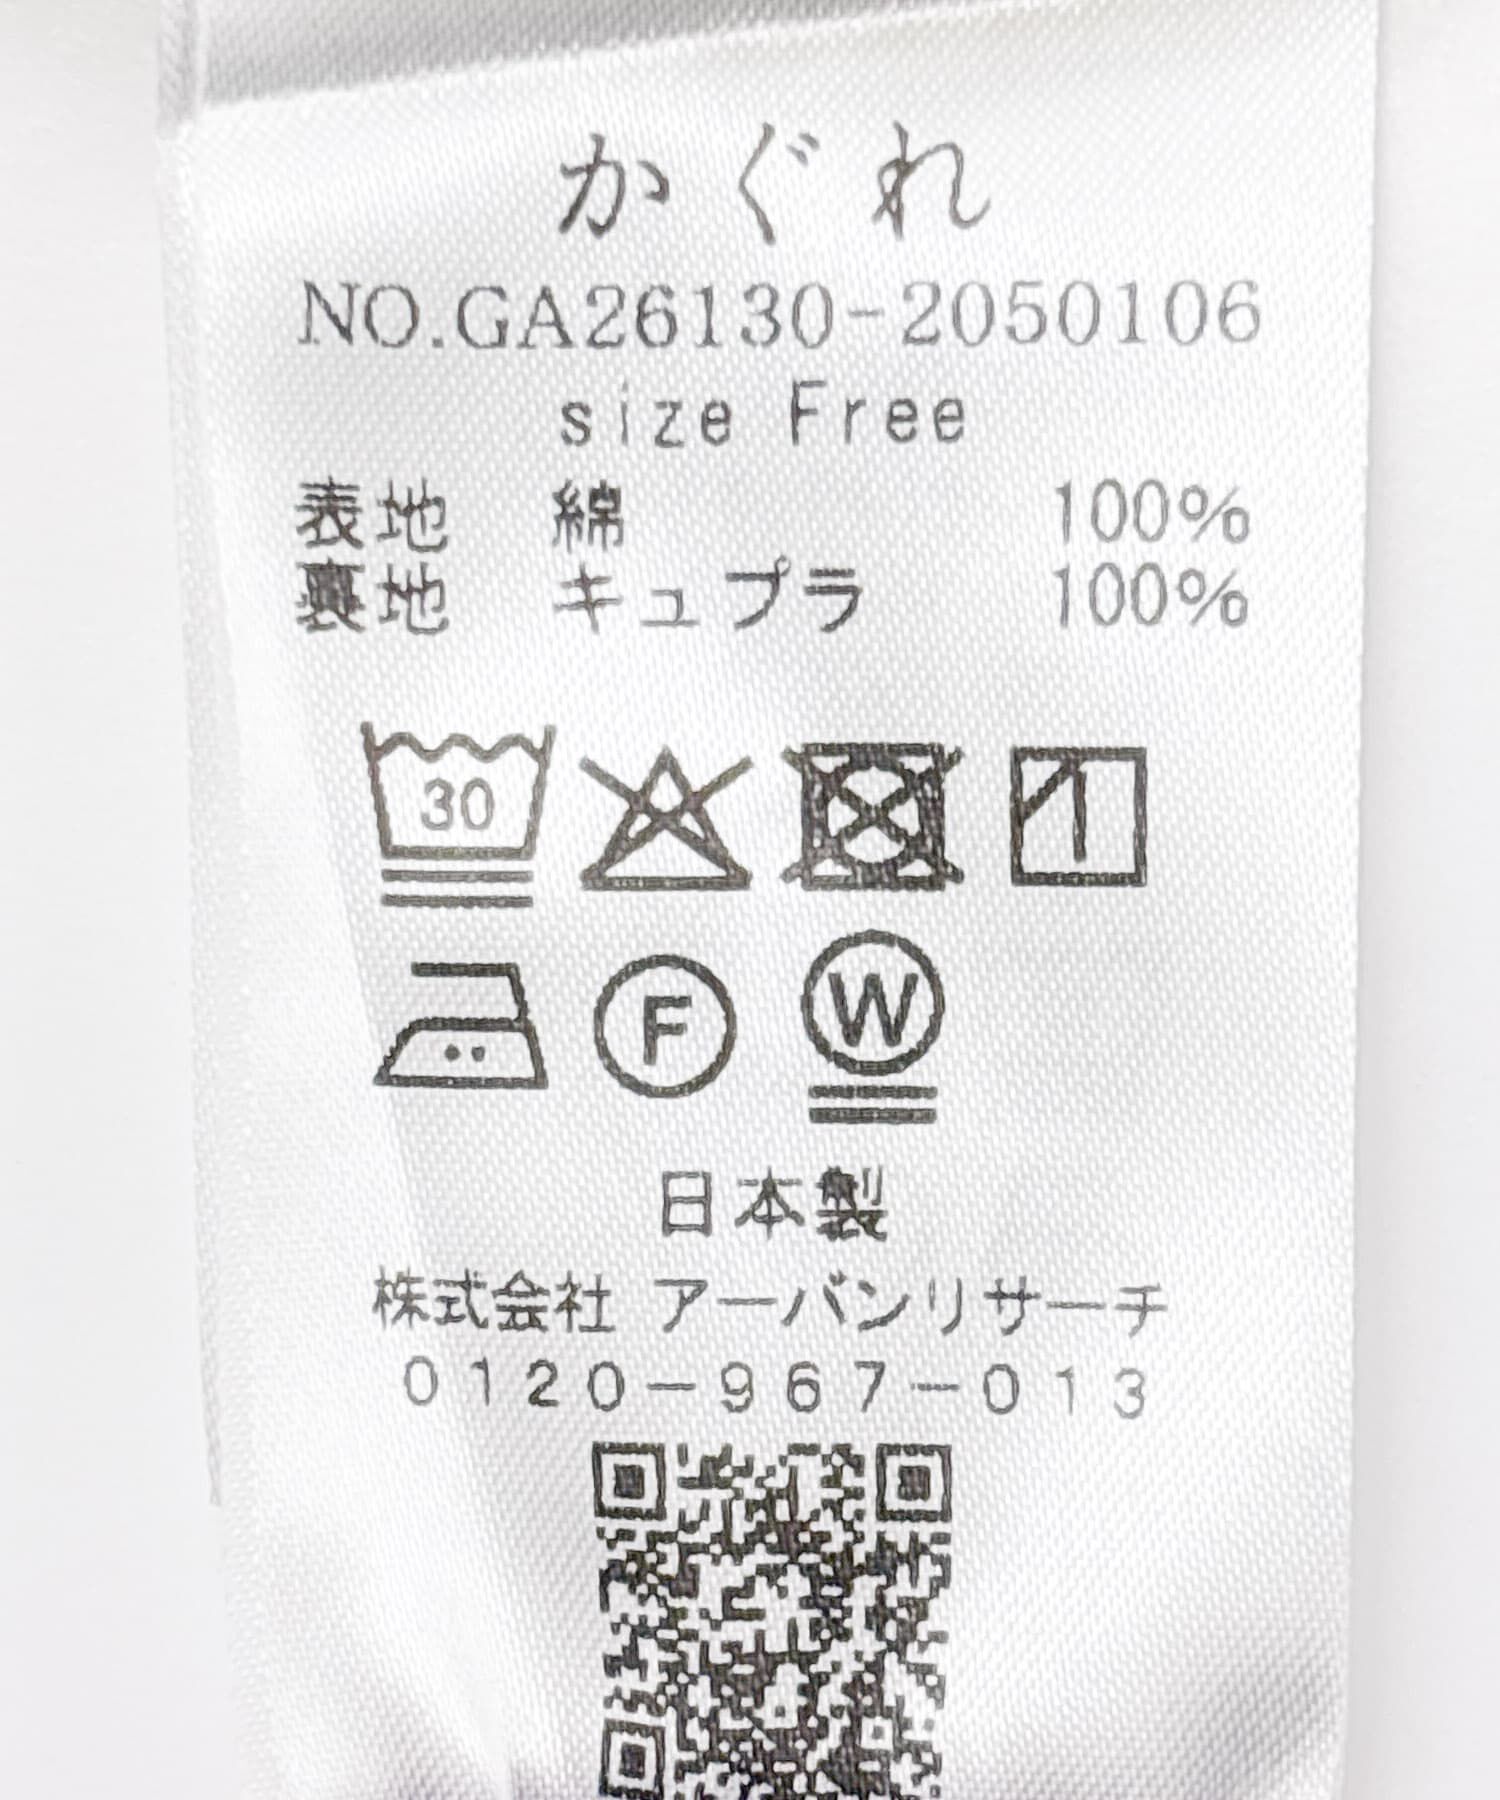 かぐれ
NO.GA26130-2050106
size Free
表地 綿 100%
裏地 キュプラ 100%
30
F
W
日本製
株式会社 アーバンリサーチ
0120-967-013